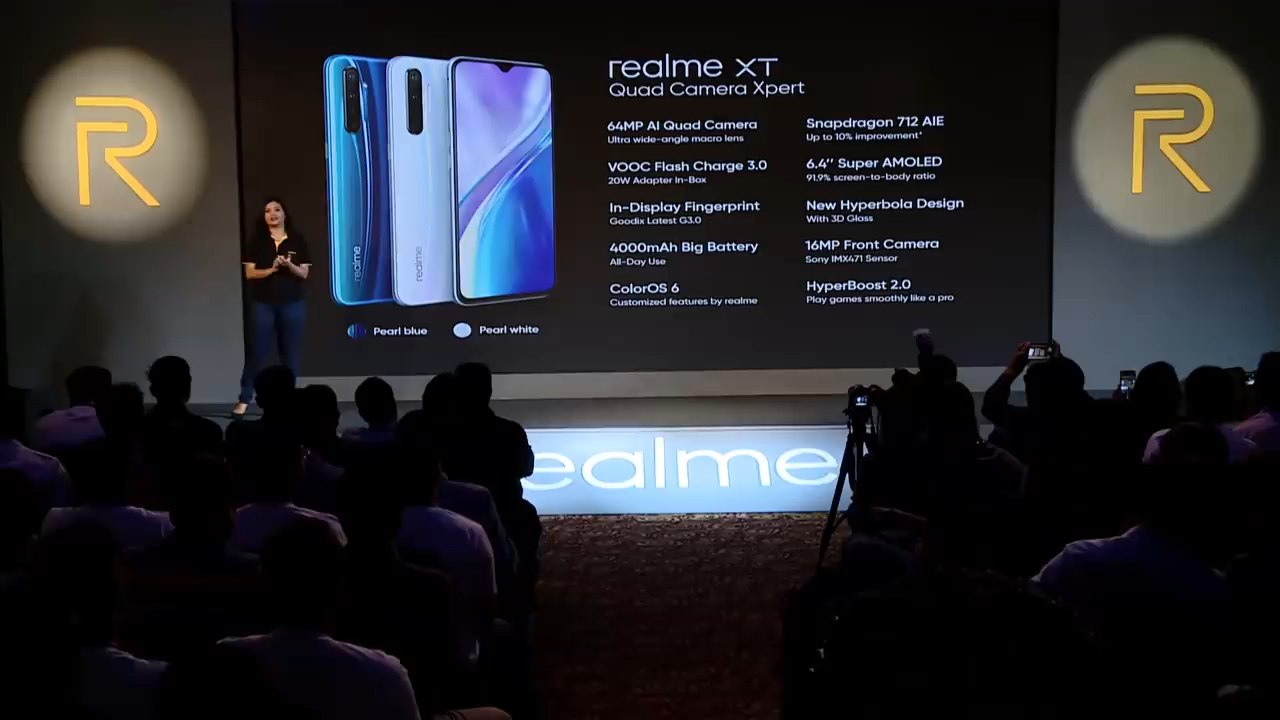 realme XT
Quad Camera Xpert
64MP AI Quad Camera
Ultra wide-angle macro lens
VOOC Flash Charge 3.0
20W Adapter In-Box
In-Display Fingerprint
Goodix Latest G3.0
4000mAh Big Battery
All-Day Use
ColorOS 6
Customized features by realme
Snapdragon 712 AIE
Up to 10% improvement*
6.4’’ Super AMOLED
91.9% screen-to-body ratio
New Hyperbola Design
With 3D Glass
16MP Front Camera
Sony IMX471 Sensor
HyperBoost 2.0
Play games smoothly like a pro
realme
realme
Pearl blue
Pearl white
R
R
ealme